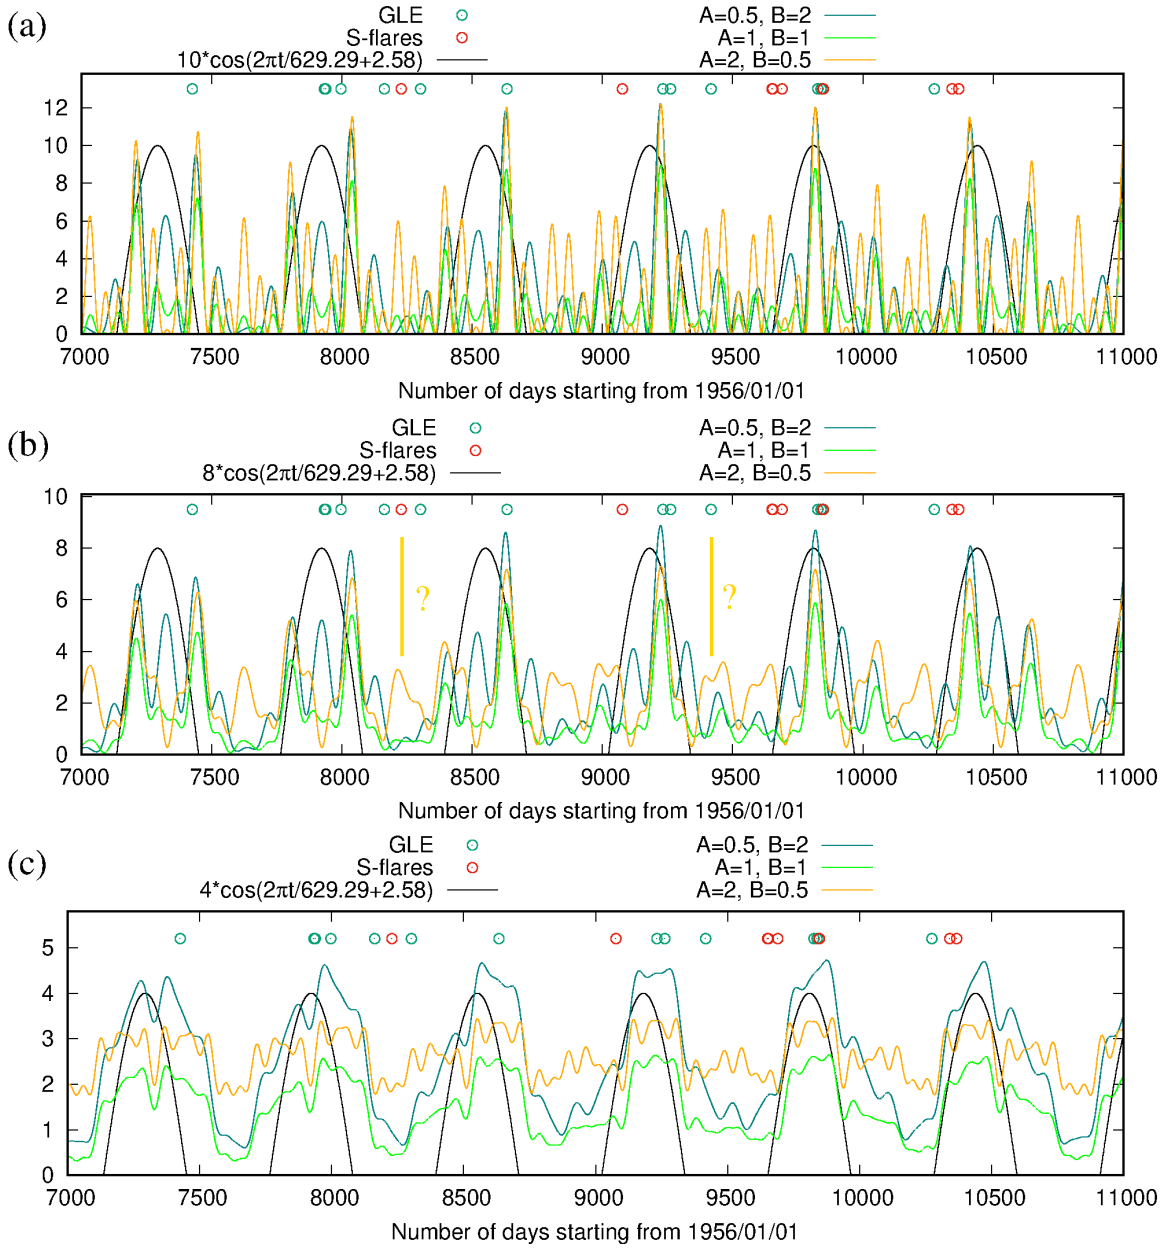 (a)
GLE
S-flares
10*cos(2πt/629.29+2.58)
A=0.5, B=2
A=1, B=1
A=2, B=0.5
12
10
8
6
4
2
0
7000 7500 8000 8500 9000 9500 10000 10500 11000
Number of days starting from 1956/01/01
(b)
GLE
S-flares
8*cos(2πt/629.29+2.58)
A=0.5, B=2
A=1, B=1
A=2, B=0.5
10
8
? ?
6
4
2
0
7000 7500 8000 8500 9000 9500 10000 10500 11000
Number of days starting from 1956/01/01
(c)
GLE
S-flares
4*cos(2πt/629.29+2.58)
A=0.5, B=2
A=1, B=1
A=2, B=0.5
5
4
3
2
1
0
7000 7500 8000 8500 9000 9500 10000 10500 11000
Number of days starting from 1956/01/01